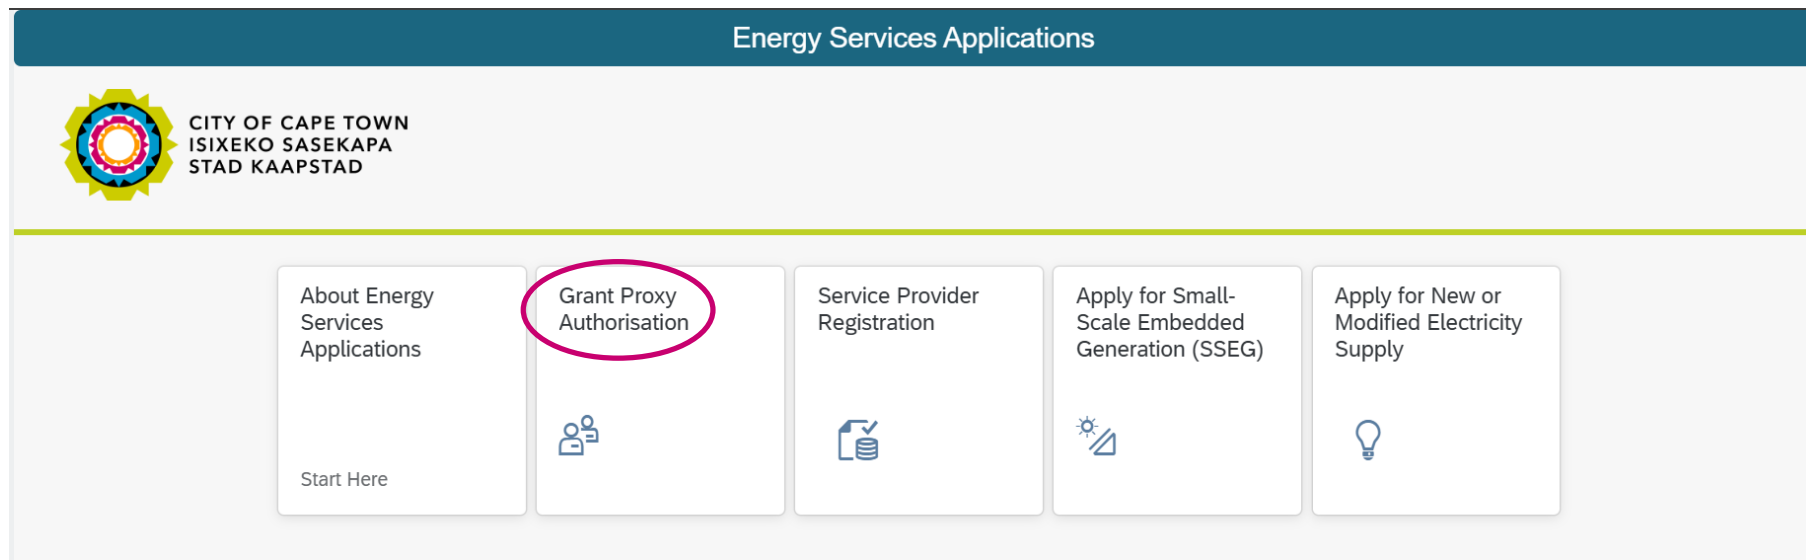 Energy Services Applications
CITY OF CAPE TOWN
ISIXEKO SASEKAPA
STAD KAAPSTAD
About Energy
Services
Applications
Start Here
Grant Proxy
Authorisation
Service Provider
Registration
Apply for Small-
Scale Embedded
Generation (SSEG)
Apply for New or
Modified Electricity
Supply